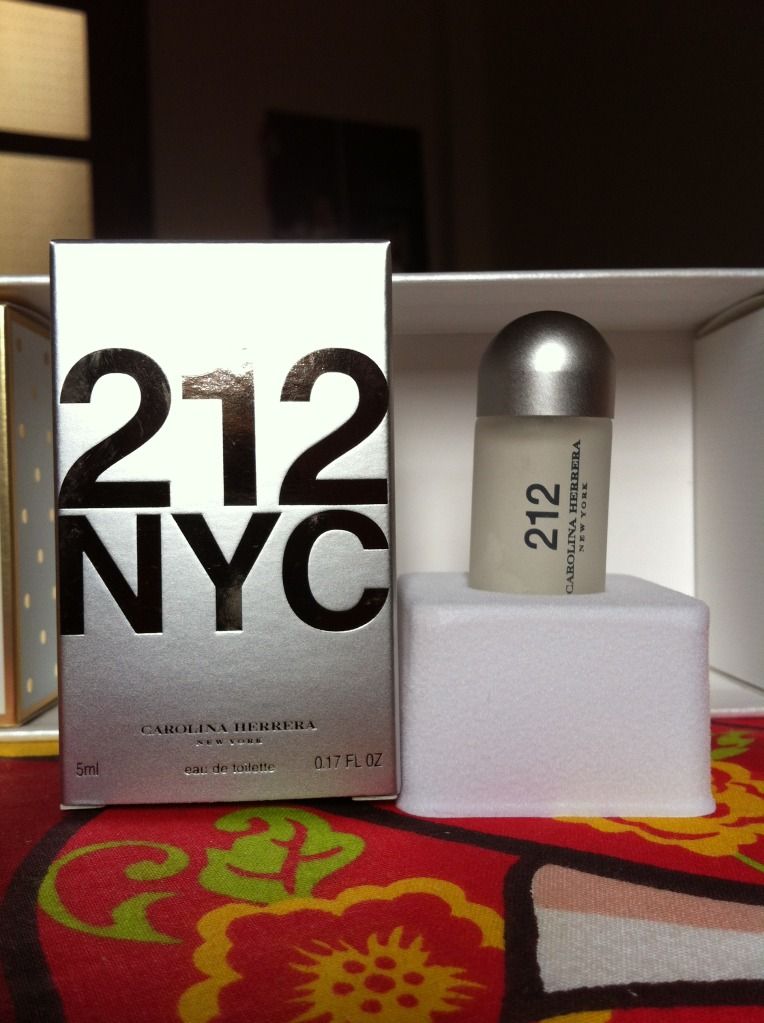 212
NYC
CAROLINA HERRERA
NEW YORK
5ml eau de toilette 0.17 FL OZ
212
CAROLINA HERRERA
NEW YORK